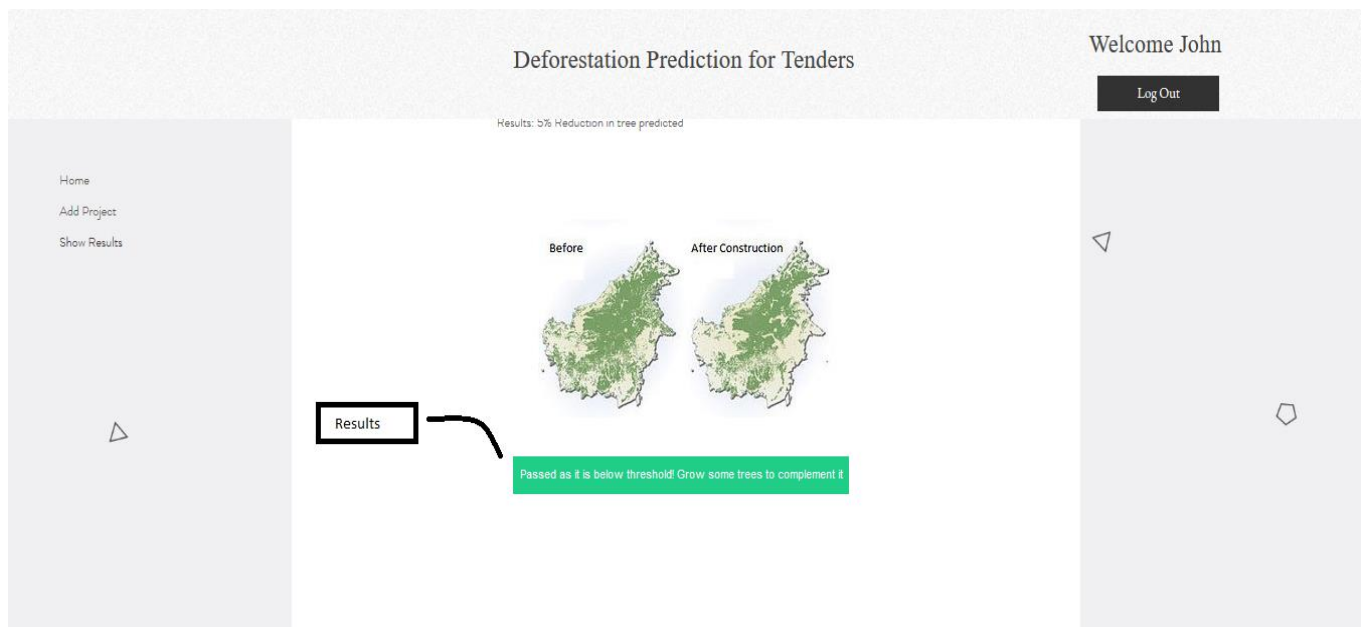 Deforestation Prediction for Tenders
Welcome John
Log Out
Results: 5% Reduction in tree predicted
Home
Add Project
Show Results
Before
After Construction
Results
Passed as it is below threshold! Grow some trees to complement it